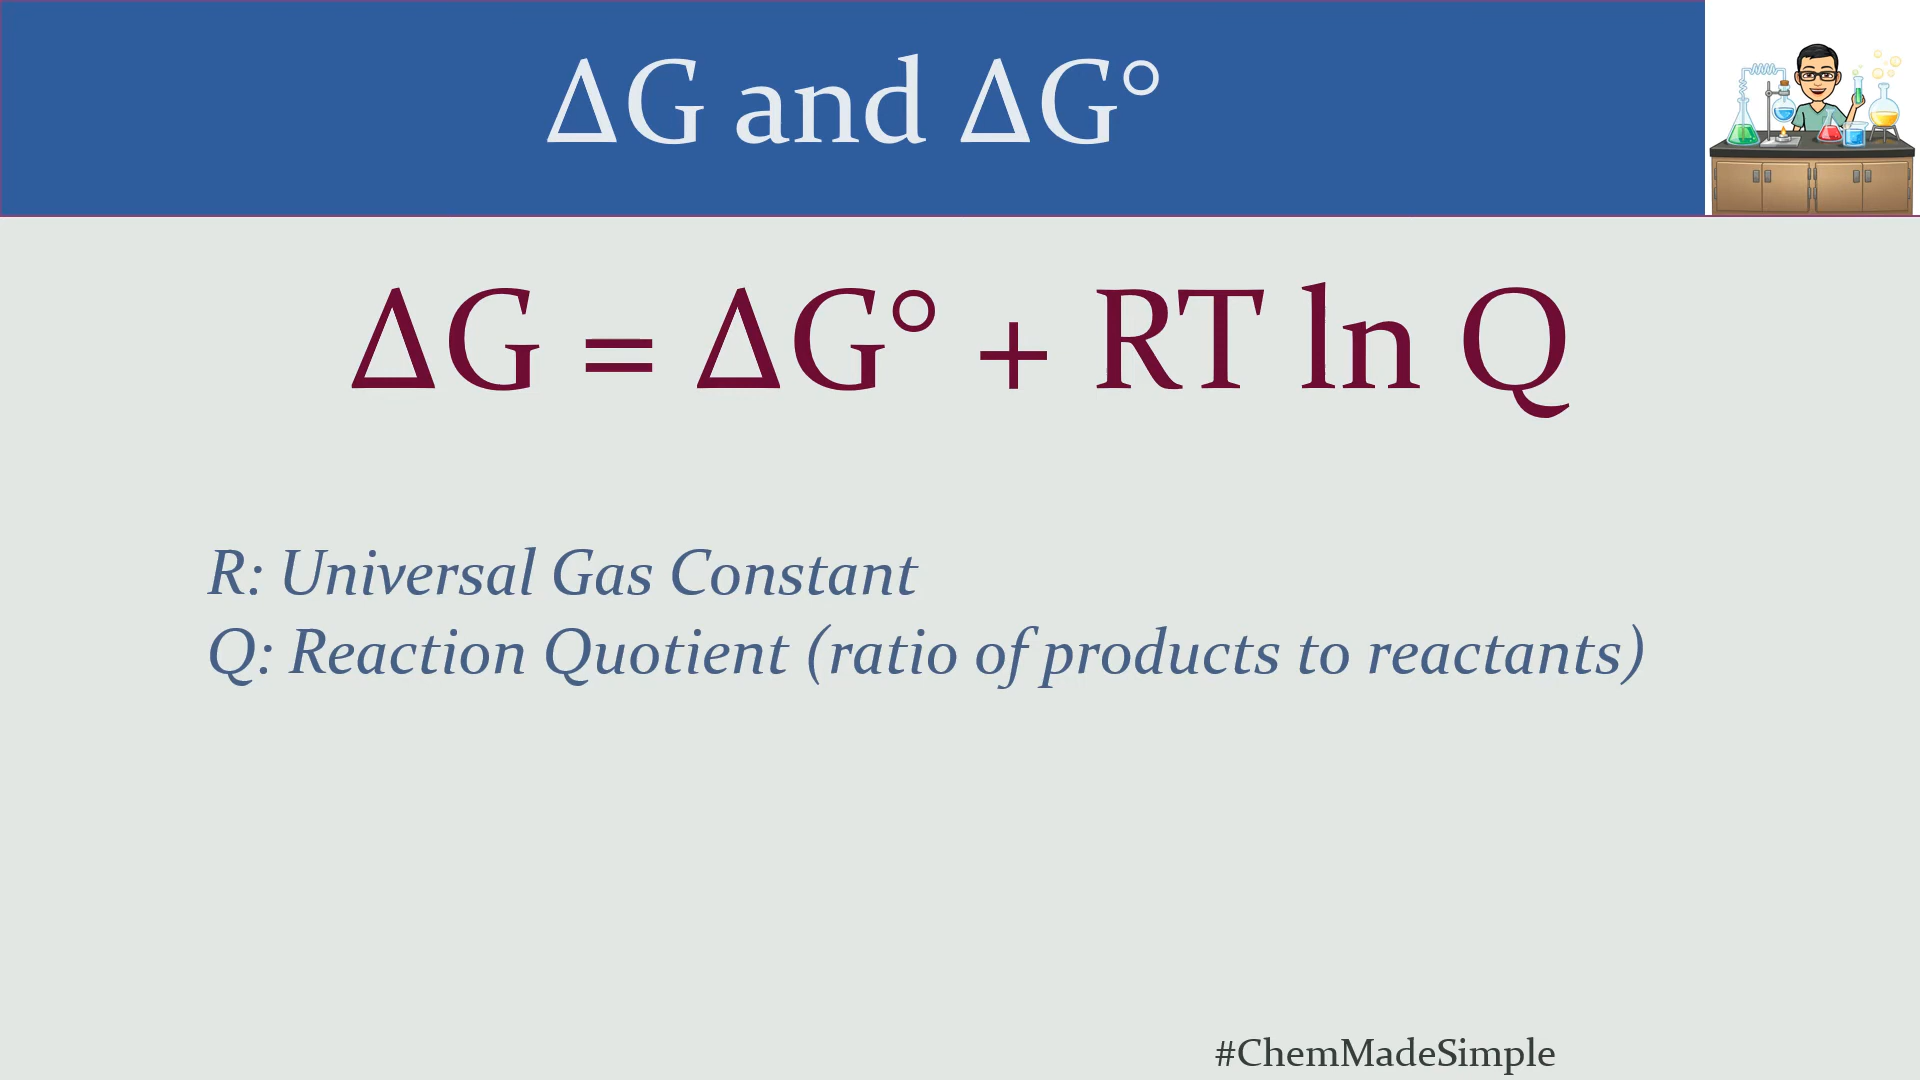 ΔG and ΔG°
ΔG = ΔG° + RT ln Q
R: Universal Gas Constant
Q: Reaction Quotient (ratio of products to reactants)
#ChemMadeSimple